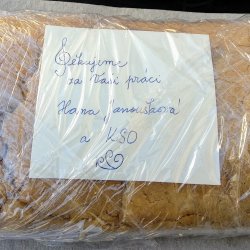 Děkujeme
za Vaši práci
Hana Janoušková
a KSO